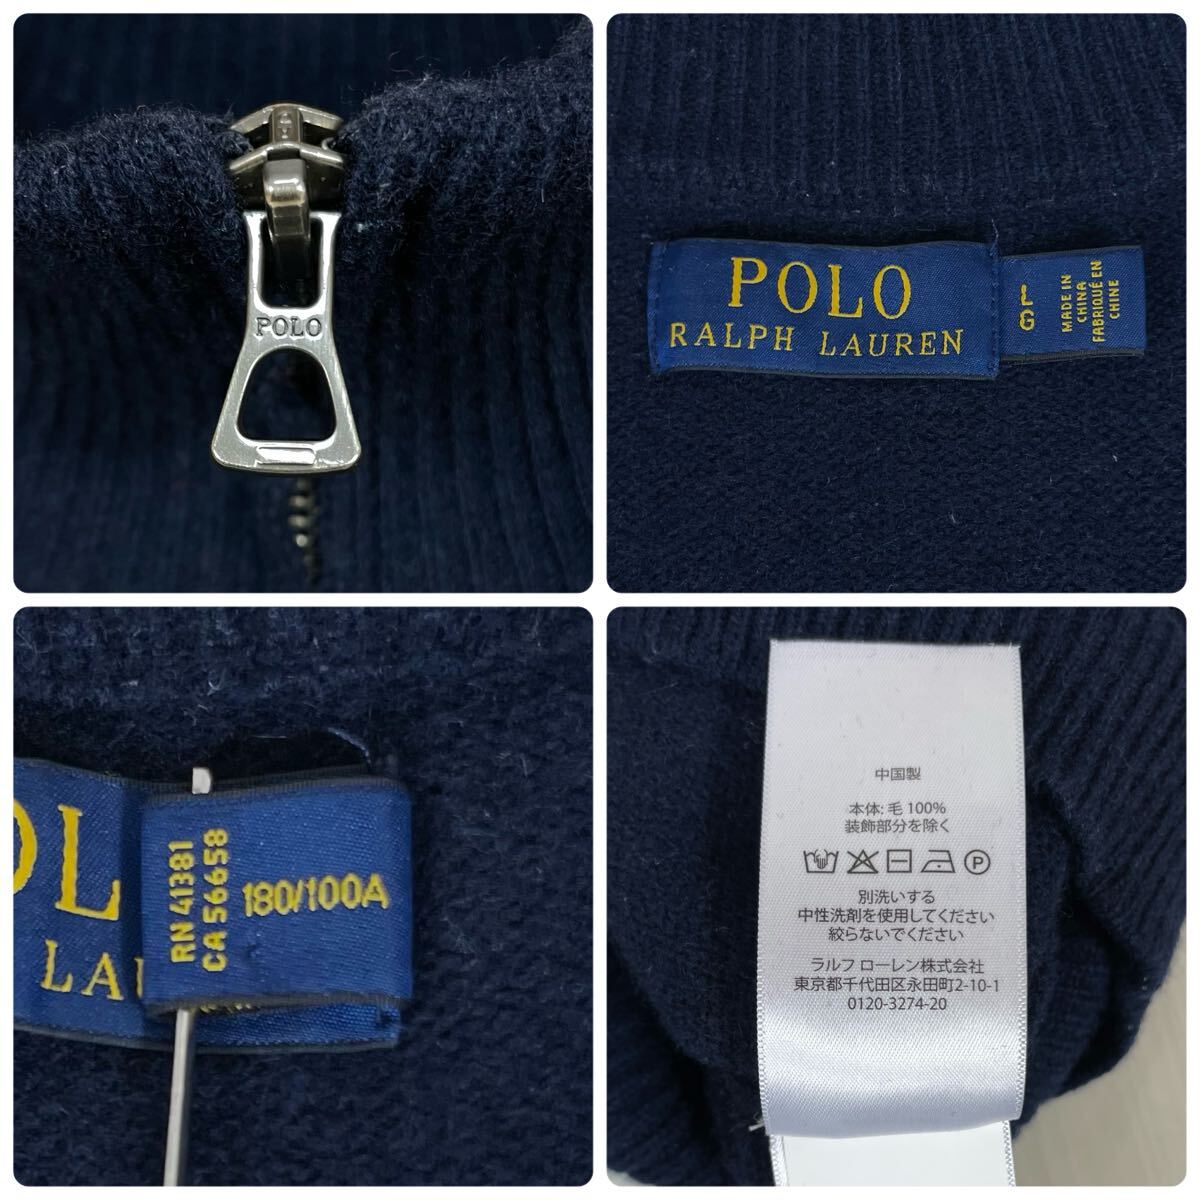 POLO
POLO
RALPH LAUREN
L
G
MADE IN
CHINA
FABRIQUÉ EN
CHINE
OL
LAU
RN 41381
CA 56658
180/100A
中国製
本体: 毛 100%
装飾部分を除く
P
別洗いする
中性洗剤を使用してください
絞らないでください
ラルフ ローレン株式会社
東京都千代田区永田町2-10-1
0120-3274-20